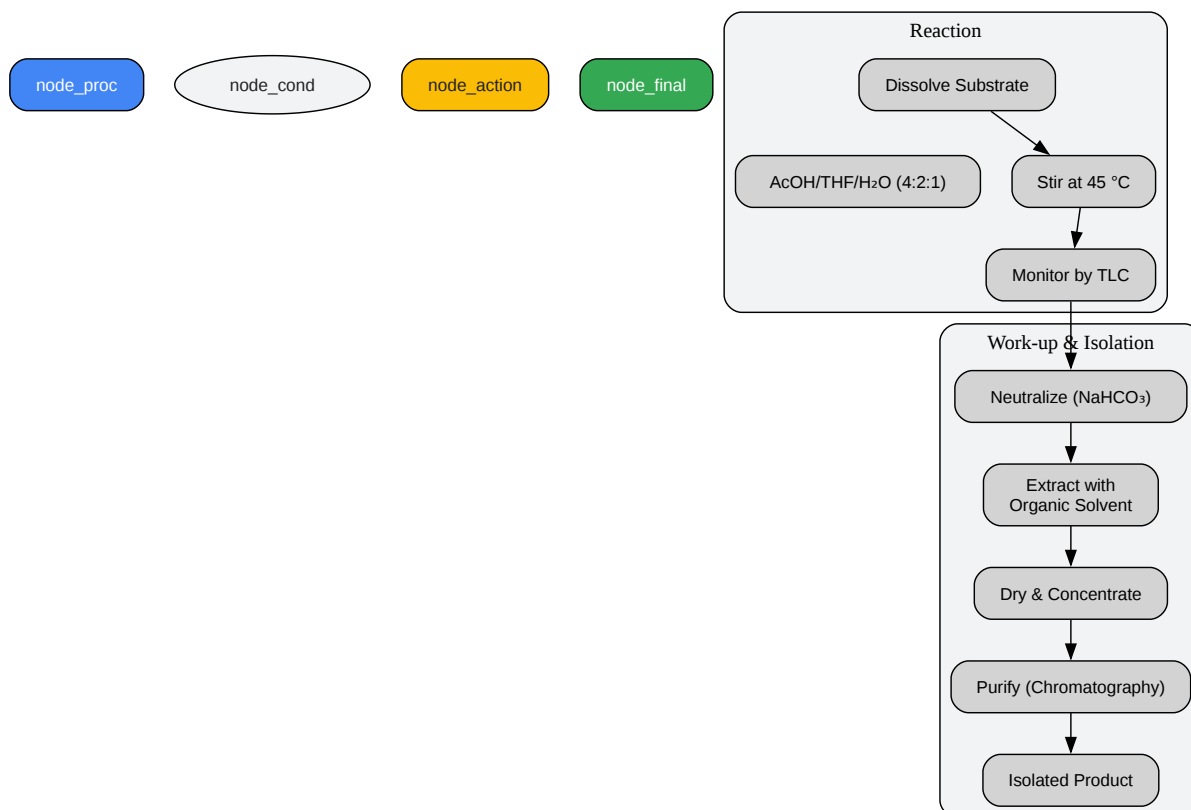 node_proc
node_cond
node_action
node_final
Reaction
Dissolve Substrate
AcOH/THF/H₂O (4:2:1)
Stir at 45 °C
Monitor by TLC
Work-up & Isolation
Neutralize (NaHCO₃)
Extract with
Organic Solvent
Dry & Concentrate
Purify (Chromatography)
Isolated Product